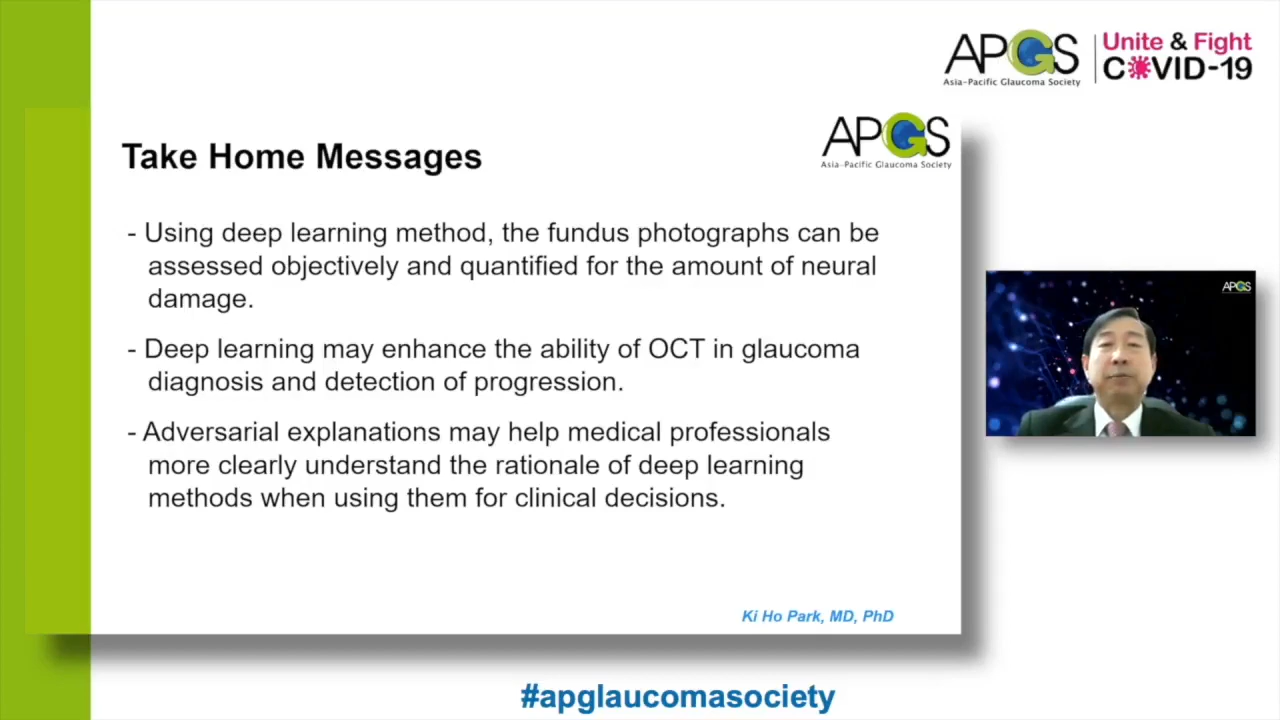 APGS
Asia-Pacific Glaucoma Society
Unite & Fight
COVID-19
APGS
Asia-Pacific Glaucoma Society
Take Home Messages
- Using deep learning method, the fundus photographs can be
assessed objectively and quantified for the amount of neural
damage.
- Deep learning may enhance the ability of OCT in glaucoma
diagnosis and detection of progression.
- Adversarial explanations may help medical professionals
more clearly understand the rationale of deep learning
methods when using them for clinical decisions.
APGS
Ki Ho Park, MD, PhD
#apglaucomasociety